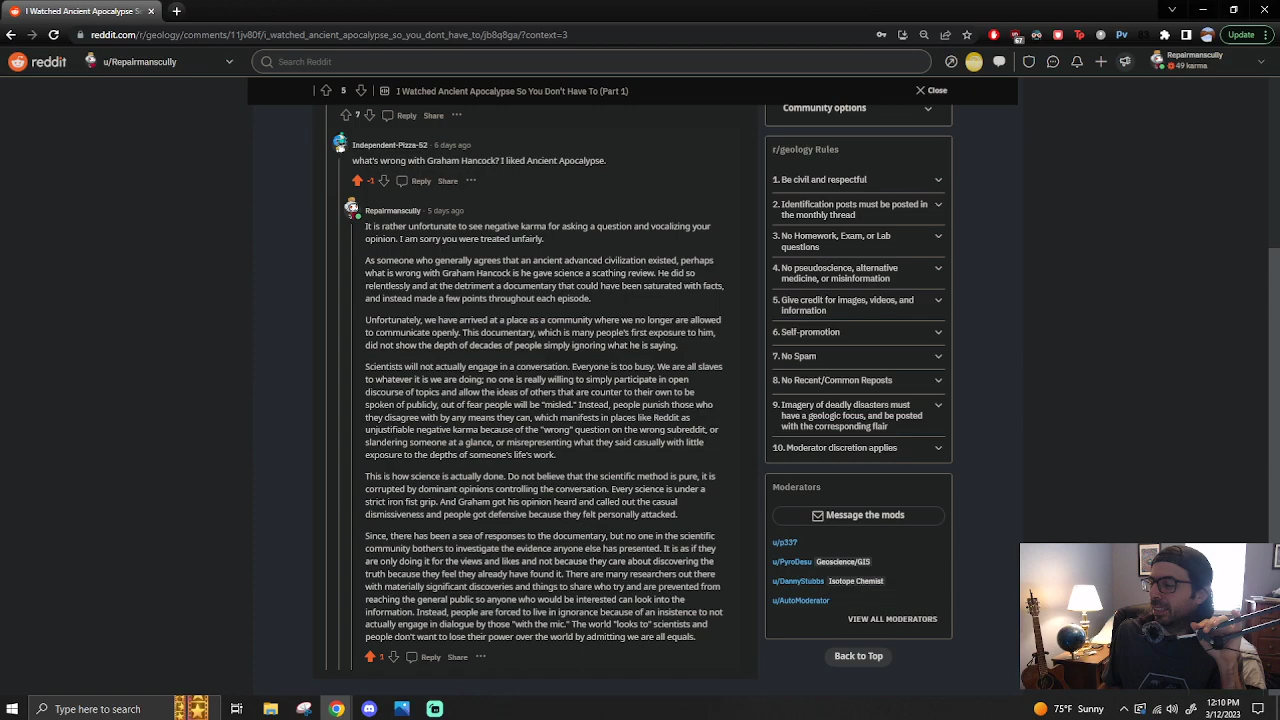 I Watched Ancient Apocalypse S
reddit.com/r/geology/comments/11jv80f/i_watched_ancient_apocalypse_so_you_dont_have_to/jb8q8ga/?context=3
67
Update
reddit
u/Repairmanscully
Search Reddit
Repairmanscully
49 karma
5
I Watched Ancient Apocalypse So You Don't Have To (Part 1)
Close
7 Reply Share
Independent-Pizza-52 · 6 days ago
what's wrong with Graham Hancock? I liked Ancient Apocalypse.
-1 Reply Share
Repairmanscully · 5 days ago
It is rather unfortunate to see negative karma for asking a question and vocalizing your
opinion. I am sorry you were treated unfairly.
As someone who generally agrees that an ancient advanced civilization existed, perhaps
what is wrong with Graham Hancock is he gave science a scathing review. He did so
relentlessly and at the detriment a documentary that could have been saturated with facts,
and instead made a few points throughout each episode.
Unfortunately, we have arrived at a place as a community where we no longer are allowed
to communicate openly. This documentary, which is many people's first exposure to him,
did not show the depth of decades of people simply ignoring what he is saying.
Scientists will not actually engage in a conversation. Everyone is too busy. We are all slaves
to whatever it is we are doing; no one is really willing to simply participate in open
discourse of topics and allow the ideas of others that are counter to their own to be
spoken of publicly, out of fear people will be "misled." Instead, people punish those who
they disagree with by any means they can, which manifests in places like Reddit as
unjustifiable negative karma because of the "wrong" question on the wrong subreddit, or
slandering someone at a glance, or misrepresenting what they said casually with little
exposure to the depths of someone's life's work.
This is how science is actually done. Do not believe that the scientific method is pure, it is
corrupted by dominant opinions controlling the conversation. Every science is under a
strict iron fist grip. And Graham got his opinion heard and called out the casual
dismissiveness and people got defensive because they felt personally attacked.
Since, there has been a sea of responses to the documentary, but no one in the scientific
community bothers to investigate the evidence anyone else has presented. It is as if they
are only doing it for the views and likes and not because they care about discovering the
truth because they feel they already have found it. There are many researchers out there
with materially significant discoveries and things to share who try and are prevented from
reaching the general public so anyone who would be interested can look into the
information. Instead, people are forced to live in ignorance because of an insistence to not
actually engage in dialogue by those "with the mic." The world "looks to" scientists and
people don't want to lose their power over the world by admitting we are all equals.
1 Reply Share
Community options
r/geology Rules
1. Be civil and respectful
2. Identification posts must be posted in
the monthly thread
3. No Homework, Exam, or Lab
questions
4. No pseudoscience, alternative
medicine, or misinformation
5. Give credit for images, videos, and
information
6. Self-promotion
7. No Spam
8. No Recent/Common Reposts
9. Imagery of deadly disasters must
have a geologic focus, and be posted
with the corresponding flair
10. Moderator discretion applies
Moderators
Message the mods
u/p337
u/PyroDesu Geoscience/GIS
u/DannyStubbs Isotope Chemist
u/AutoModerator
VIEW ALL MODERATORS
Back to Top
Type here to search
75°F Sunny
12:10 PM
3/12/2023